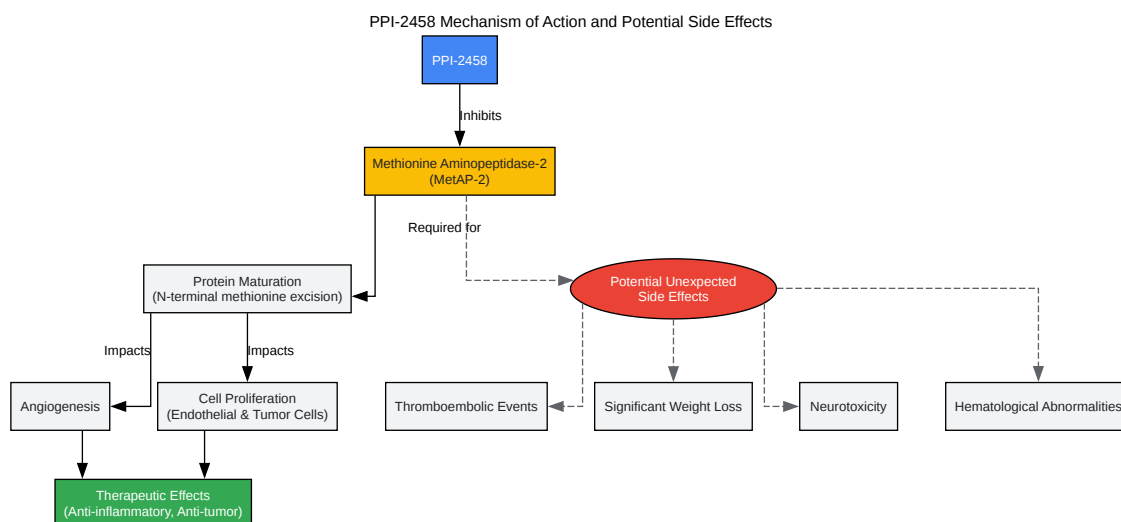 PPI-2458 Mechanism of Action and Potential Side Effects
PPI-2458
Inhibits
Methionine Aminopeptidase-2
(MetAP-2)
Required for
Protein Maturation
(N-terminal methionine excision)
Potential Unexpected
Side Effects
Impacts
Impacts
Angiogenesis
Cell Proliferation
(Endothelial & Tumor Cells)
Thromboembolic Events
Significant Weight Loss
Neurotoxicity
Hematological Abnormalities
Therapeutic Effects
(Anti-inflammatory, Anti-tumor)